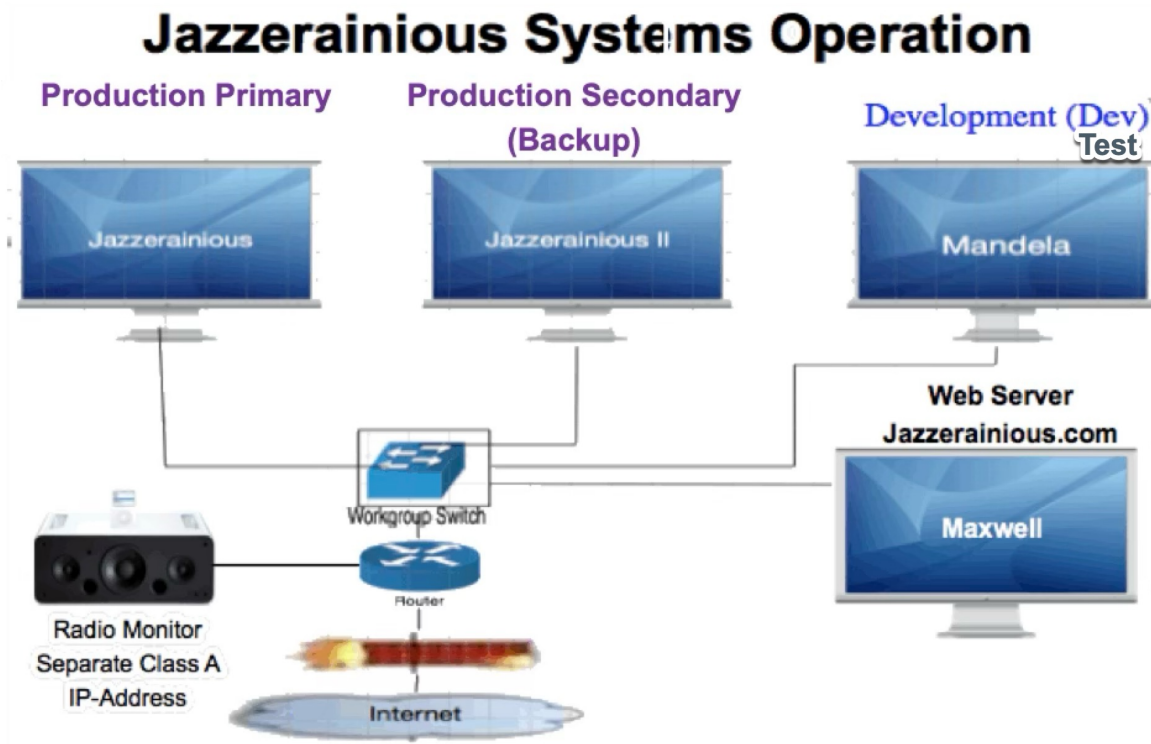 Jazzerainious Systems Operation
Production Primary
Production Secondary
(Backup)
Development (Dev)
Test
Jazzerainious
Jazzerainious II
Mandela
Web Server
Jazzerainious.com
Maxwell
Workgroup Switch
Router
Radio Monitor
Separate Class A
IP-Address
Internet